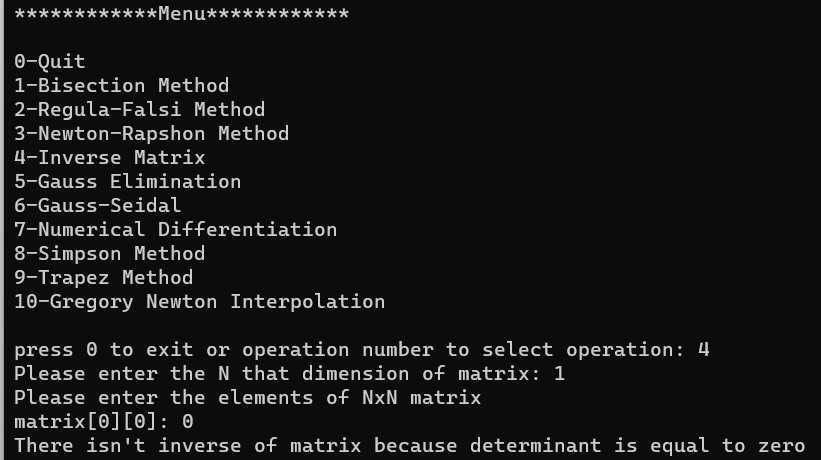 ************Menu************
0-Quit
1-Bisection Method
2-Regula-Falsi Method
3-Newton-Rapshon Method
4-Inverse Matrix
5-Gauss Elimination
6-Gauss-Seidal
7-Numerical Differentiation
8-Simpson Method
9-Trapez Method
10-Gregory Newton Interpolation
press 0 to exit or operation number to select operation: 4
Please enter the N that dimension of matrix: 1
Please enter the elements of NxN matrix
matrix[0][0]: 0
There isn't inverse of matrix because determinant is equal to zero